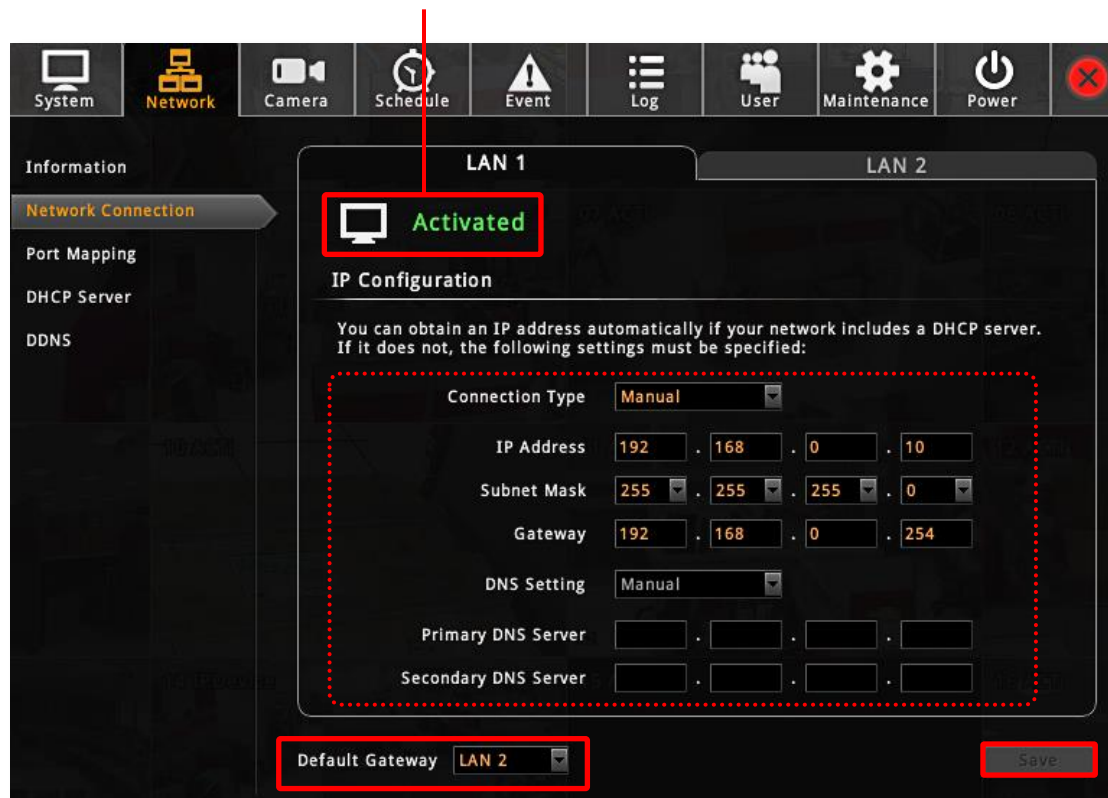 System Network Camera Schedule Event Log User Maintenance Power
LAN 1 LAN 2
Information
Network Connection
Port Mapping
DHCP Server
DDNS
Activated
IP Configuration
You can obtain an IP address automatically if your network includes a DHCP server.
If it does not, the following settings must be specified:
Connection Type Manual
IP Address 192 . 168 . 0 . 10
Subnet Mask 255 . 255 . 255 . 0
Gateway 192 . 168 . 0 . 254
DNS Setting Manual
Primary DNS Server . . .
Secondary DNS Server . . .
Default Gateway LAN 2
Save